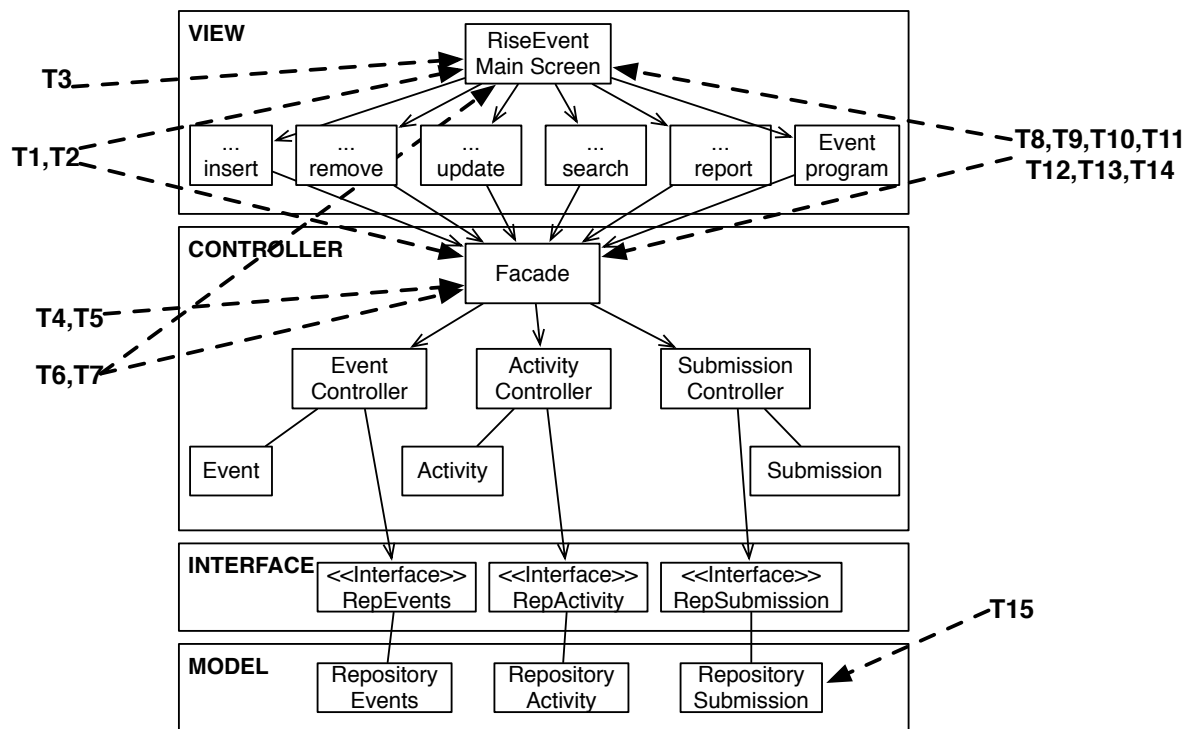 VIEW
RiseEvent
Main Screen
T3
...
insert
...
remove
...
update
...
search
...
report
Event
program
T1,T2
T8,T9,T10,T11
T12,T13,T14
CONTROLLER
Facade
T4,T5
T6,T7
Event
Controller
Activity
Controller
Submission
Controller
Event
Activity
Submission
INTERFACE
<<Interface>>
RepEvents
<<Interface>>
RepActivity
<<Interface>>
RepSubmission
T15
MODEL
Repository
Events
Repository
Activity
Repository
Submission